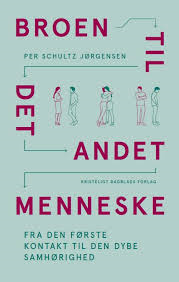 BROEN
PER SCHULTZ JØRGENSEN
TIL
DET
ANDET
KRISTELIGT DAGBLADS FORLAG
MENNESKE
FRA DEN FØRSTE
KONTAKT TIL DEN DYBE
SAMHØRIGHED